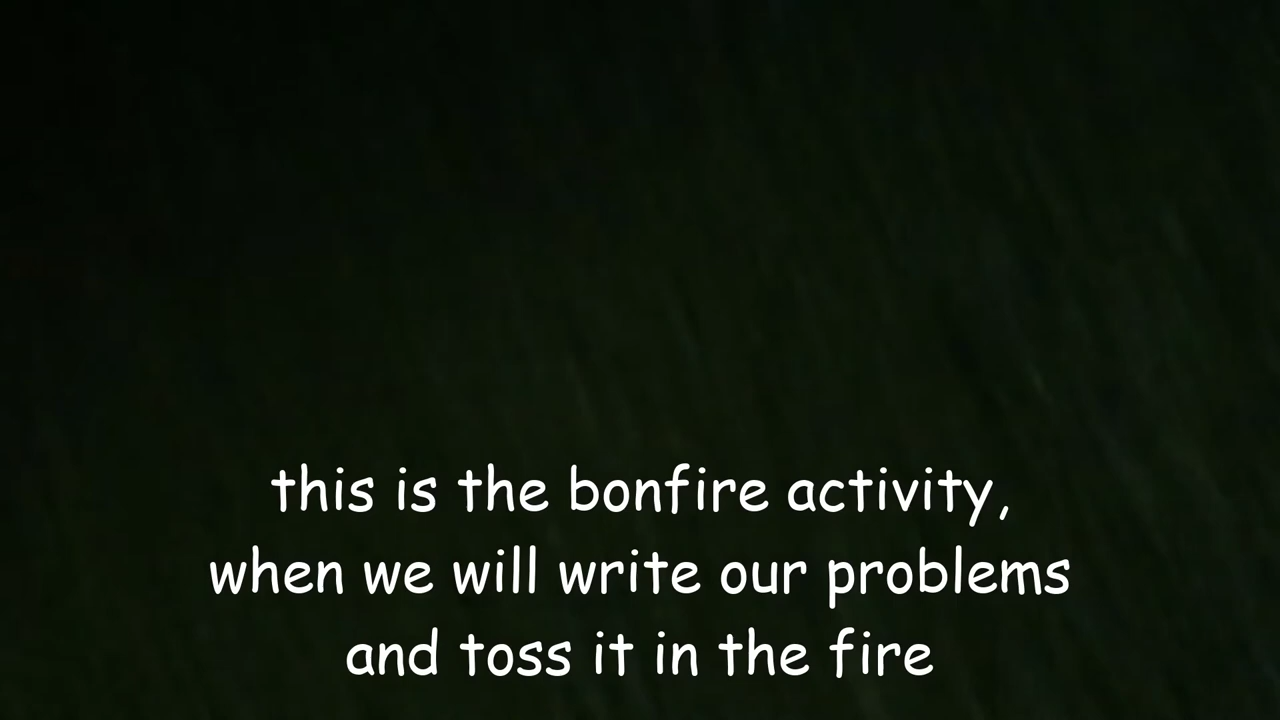 this is the bonfire activity,
when we will write our problems
and toss it in the fire